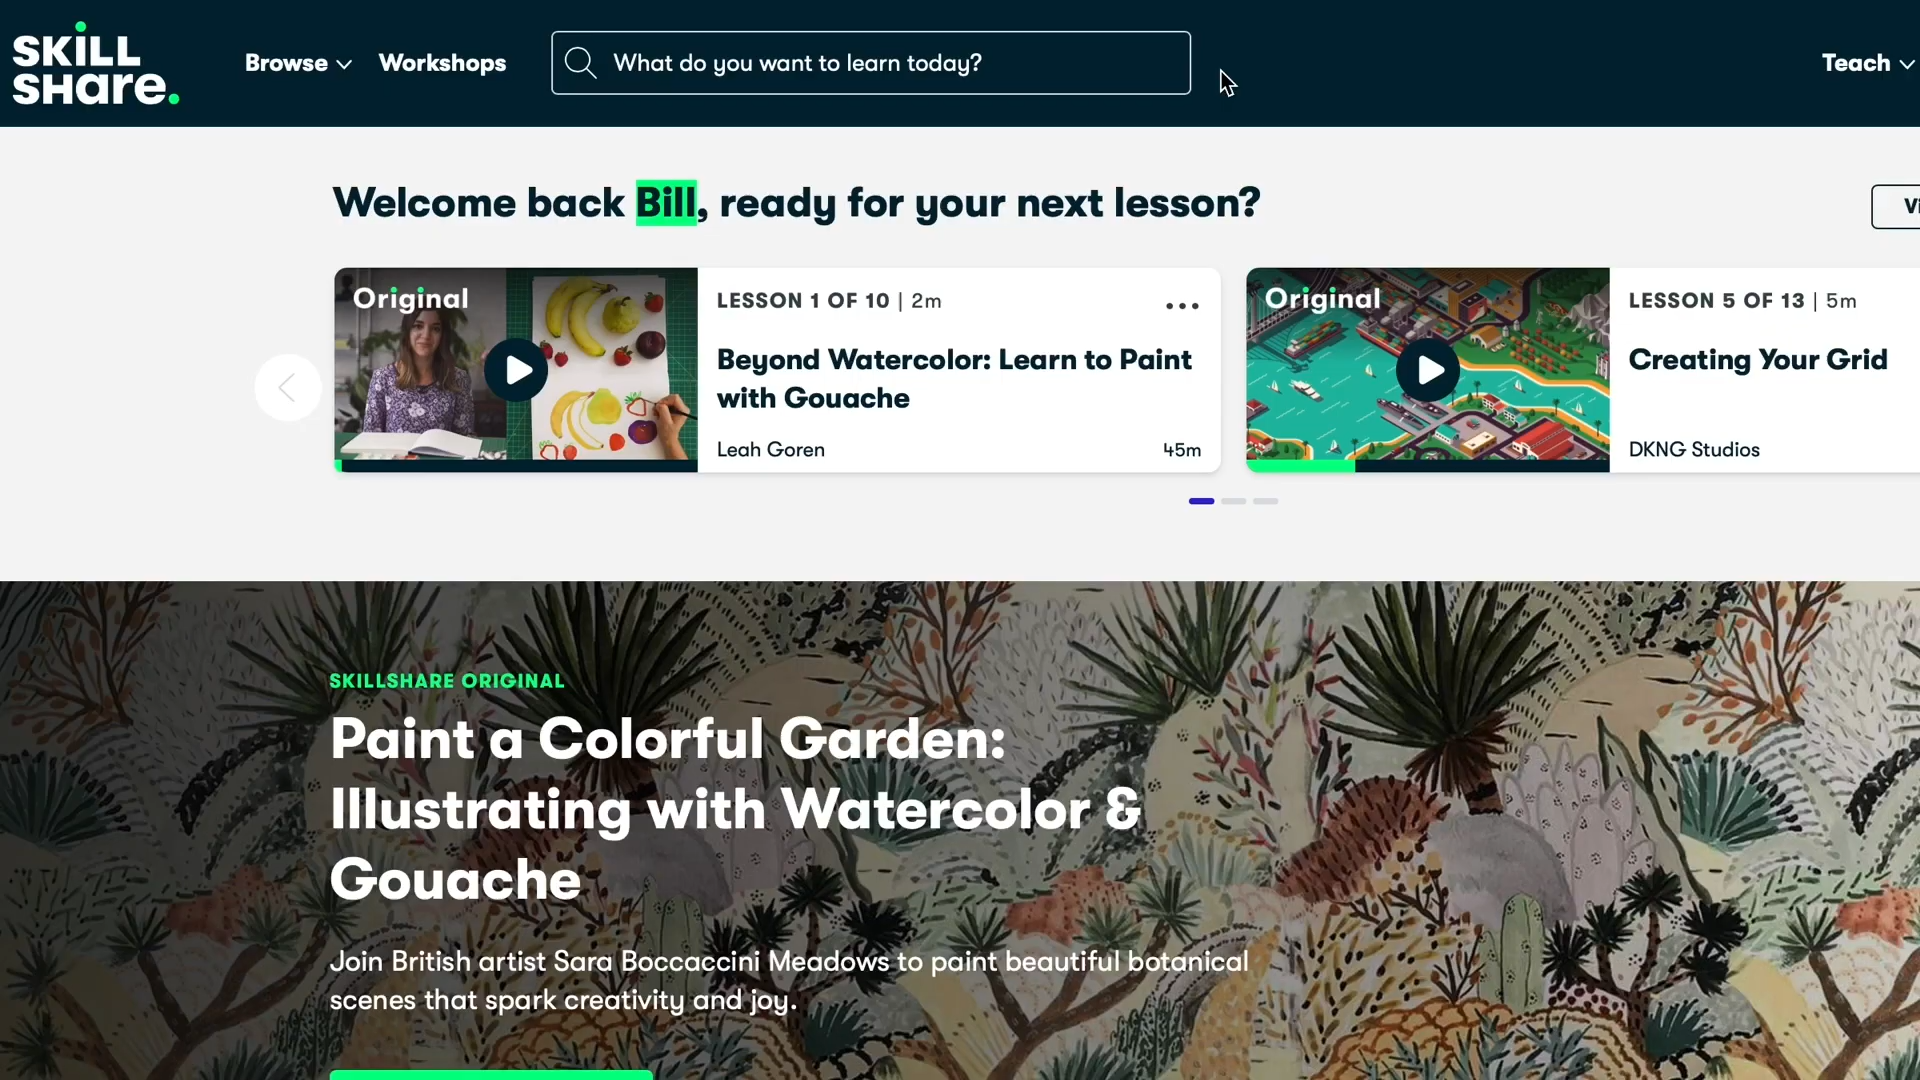 SKILL
SHARE.
Browse
Workshops
What do you want to learn today?
Teach
Welcome back Bill, ready for your next lesson?
Original
LESSON 1 OF 10 | 2m
Beyond Watercolor: Learn to Paint
with Gouache
Leah Goren
45m
Original
LESSON 5 OF 13 | 5m
Creating Your Grid
DKNG Studios
SKILLSHARE ORIGINAL
Paint a Colorful Garden:
Illustrating with Watercolor &
Gouache
Join British artist Sara Boccaccini Meadows to paint beautiful botanical
scenes that spark creativity and joy.